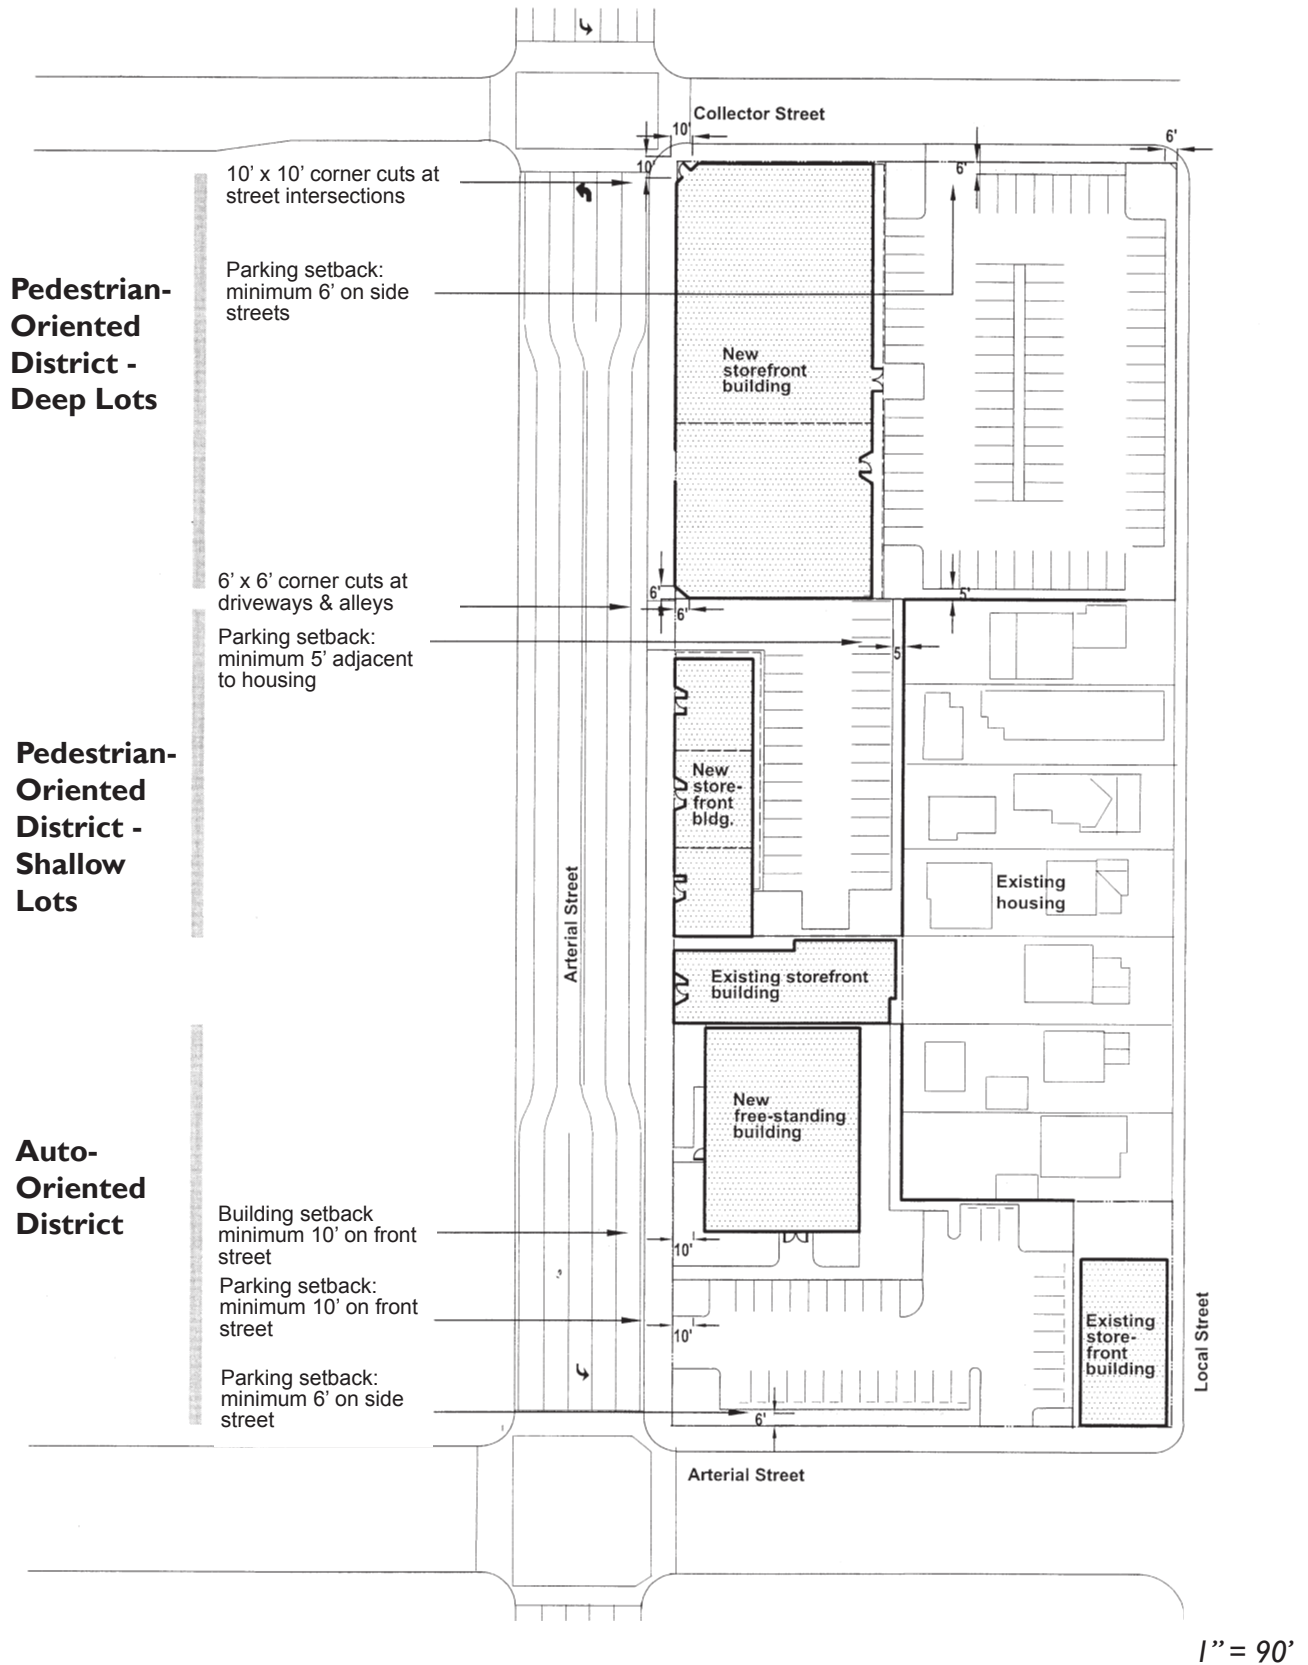 Collector Street
10'
10'
6'
6'
10’ x 10’ corner cuts at
street intersections
Parking setback:
minimum 6’ on side
streets
Pedestrian-
Oriented
District -
Deep Lots
New
storefront
building
6’ x 6’ corner cuts at
driveways & alleys
6'
6'
5'
Parking setback:
minimum 5’ adjacent
to housing
5'
Pedestrian-
Oriented
District -
Shallow
Lots
New
store-
front
bldg.
Arterial Street
Existing
housing
Existing storefront
building
New
free-standing
building
Auto-
Oriented
District
Building setback
minimum 10’ on front
street
10'
Parking setback:
minimum 10’ on front
street
10'
Parking setback:
minimum 6’ on side
street
6'
Existing
store-
front
building
Local Street
Arterial Street
1” = 90’